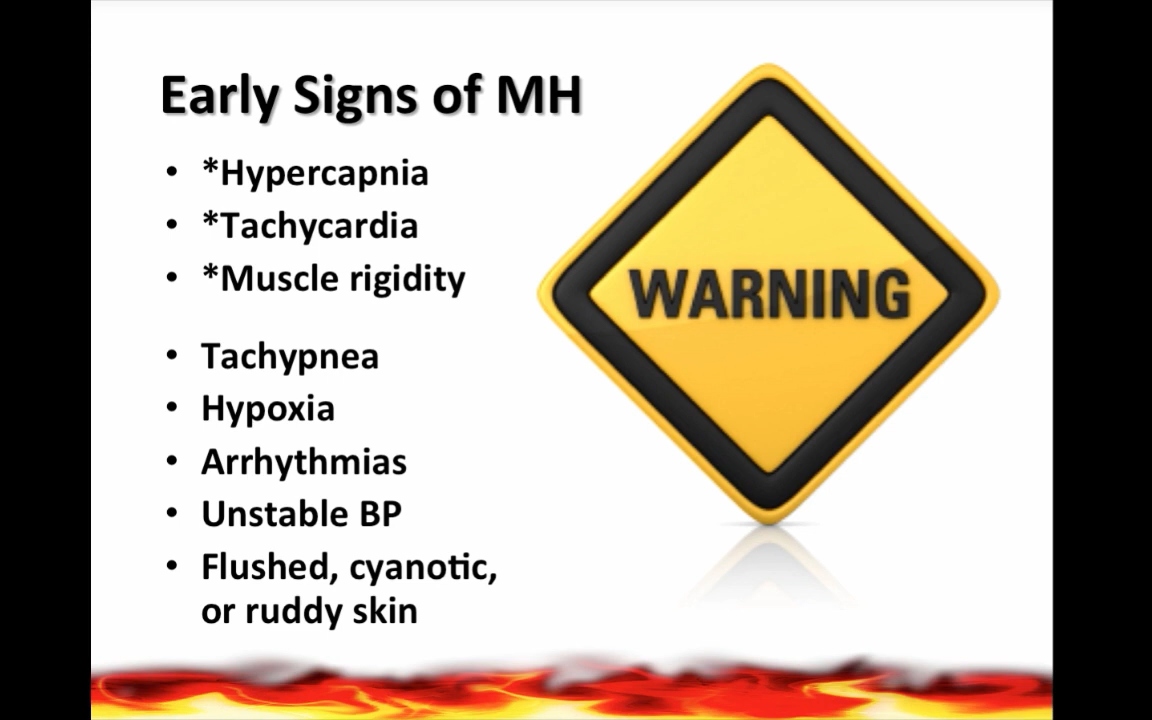 Early Signs of MH
• *Hypercapnia
• *Tachycardia
• *Muscle rigidity
• Tachypnea
• Hypoxia
• Arrhythmias
• Unstable BP
• Flushed, cyanotic,
or ruddy skin
WARNING